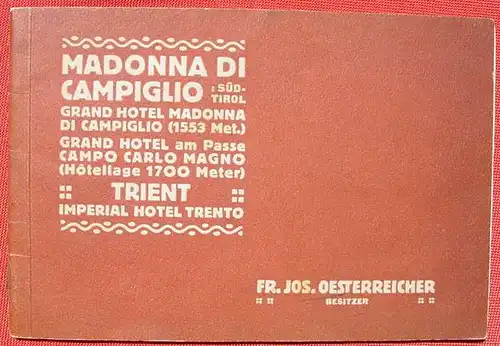 MADONNA DI
CAMPIGLIO : SÜD-
TIROL
GRAND HOTEL MADONNA
DI CAMPIGLIO (1553 Met.)
GRAND HOTEL am Passe
CAMPO CARLO MAGNO
(Hôtellage 1700 Meter)
:: TRIENT ::
IMPERIAL HOTEL TRENTO
FR. JOS. OESTERREICHER
:: :: BESITZER :: ::